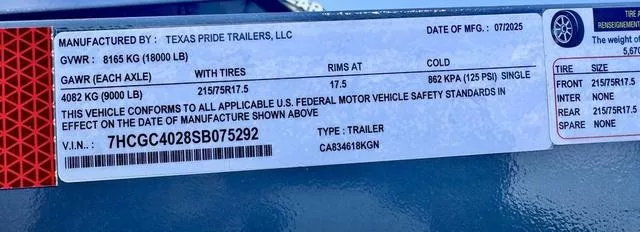 MANUFACTURED BY : TEXAS PRIDE TRAILERS, LLC DATE OF MFG. : 07/2025
GVWR : 8165 KG (18000 LB)
GAWR (EACH AXLE) WITH TIRES RIMS AT COLD
4082 KG (9000 LB) 215/75R17.5 17.5 862 KPA (125 PSI) SINGLE
THIS VEHICLE CONFORMS TO ALL APPLICABLE U.S. FEDERAL MOTOR VEHICLE SAFETY STANDARDS IN
EFFECT ON THE DATE OF MANUFACTURE SHOWN ABOVE
V.I.N.. : 7HCGC4028SB075292 TYPE : TRAILER
CA834618KGN
TIRE A
RENSEIGNEMENT
The weight of
5,670
TIRE SIZE
FRONT 215/75R17.5
INTER NONE
REAR 215/75R17.5
SPARE NONE